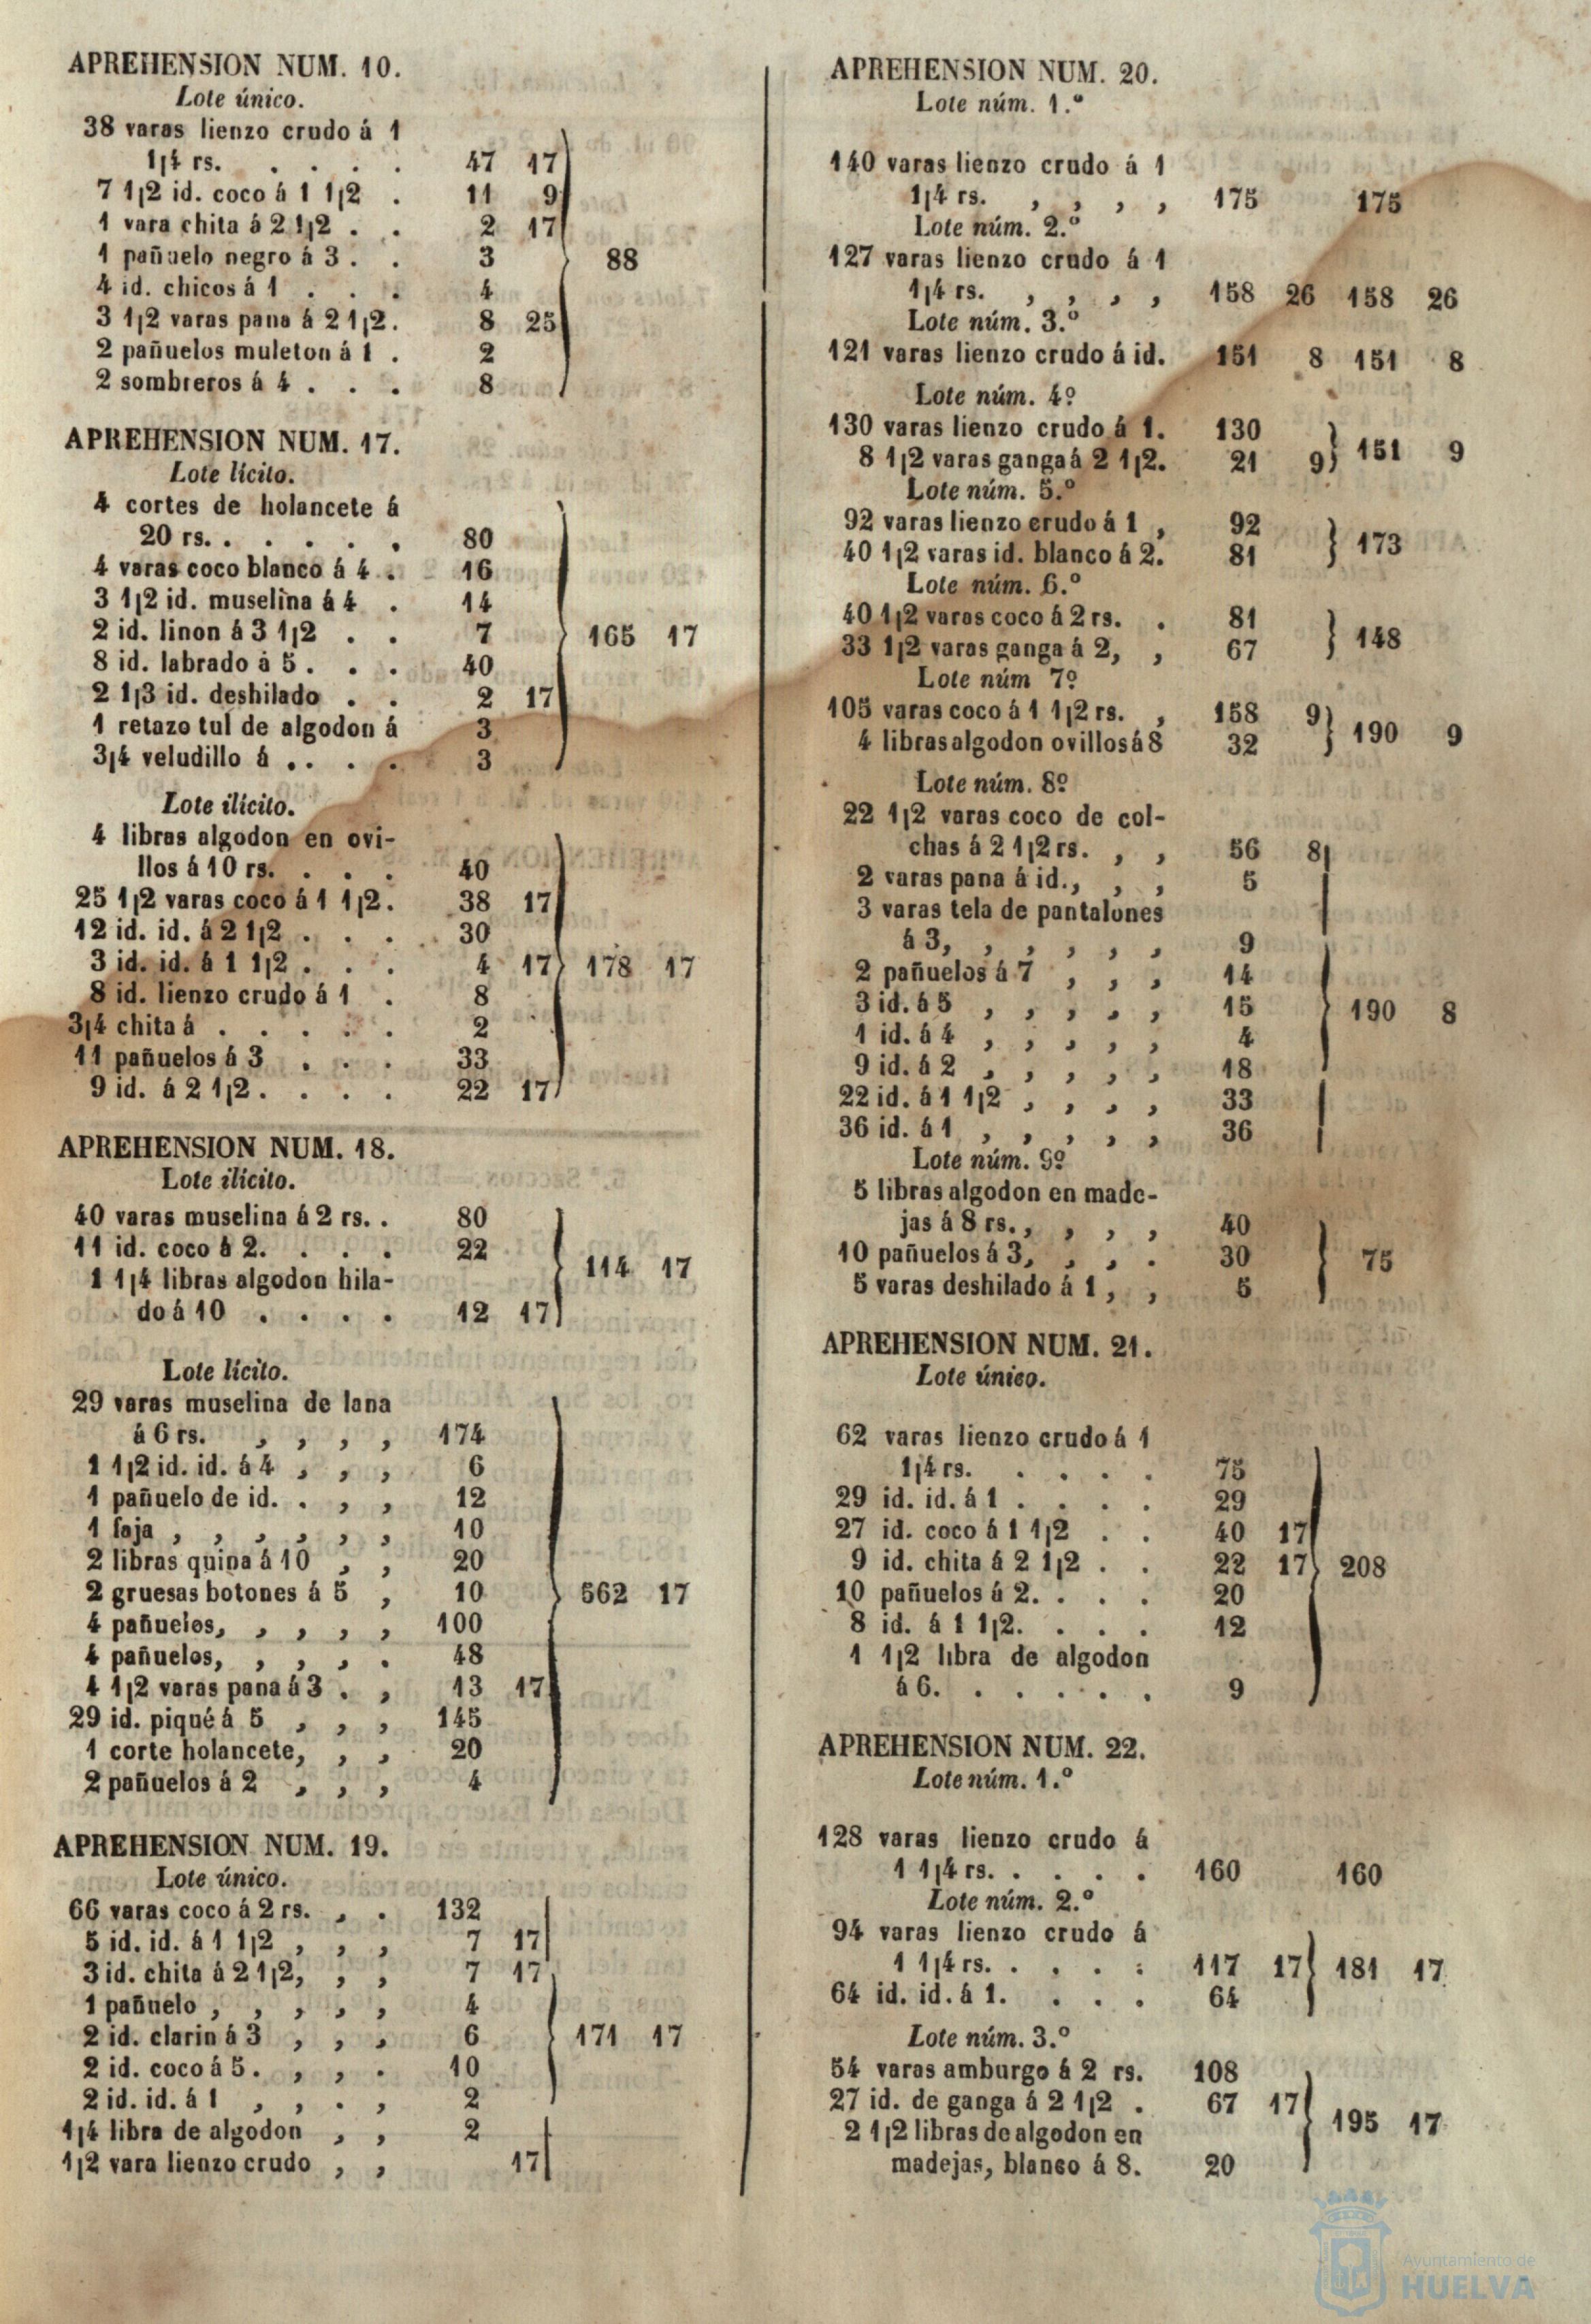 APREHENSION NUM. 10.
Lote único.
38 varas lienzo crudo á 1
1|4 rs. . . . . 47 17
7 1|2 id. coco á 1 1|2 . 11 9
1 vara chita á 2 1|2 . . 2 17
1 pañuelo negro á 3 . . 3 88
4 id. chicos á 1 . . . 4
3 1|2 varas pana á 2 1|2. 8 25
2 pañuelos muleton á 1 . 2
2 sombreros á 4 . . . 8
APREHENSION NUM. 17.
Lote lícito.
4 cortes de holancete á
20 rs. . . . . . 80
4 varas coco blanco á 4 . 16
3 1|2 id. muselina á 4 . 14
2 id. linon á 3 1|2 . . 7 165 17
8 id. labrado á 5 . . . 40
2 1|3 id. deshilado . . 2 17
1 retazo tul de algodon á 3
3|4 veludillo á . . . . 3
Lote ilícito.
4 libras algodon en ovi-
llos á 10 rs. . . . 40
25 1|2 varas coco á 1 1|2. 38 17
12 id. id. á 2 1|2 . . . 30
3 id. id. á 1 1|2 . . . 4 17 178 17
8 id. lienzo crudo á 1 . 8
3|4 chita á . . . . . 2
11 pañuelos á 3 . . . 33
9 id. á 2 1|2. . . . . 22 17
APREHENSION NUM. 18.
Lote ilícito.
40 varas muselina á 2 rs. . 80
11 id. coco á 2. . . . 22
114 17
1 1|4 libras algodon hila-
do á 10 . . . . 12 17
Lote lícito.
29 varas muselina de lana
á 6 rs. , , , , 174
1 1|2 id. id. á 4 , , , 6
1 pañuelo de id. . , , 12
1 faja , , , , , , 10
2 libras quina á 10 , , 20
2 gruesas botones á 5 , 10 562 17
4 pañuelos, , , , , 100
4 pañuelos, , , , . 48
4 1|2 varas pana á 3 . , 13 17
29 id. piqué á 5 , , , 145
1 corte holancete, , , 20
2 pañuelos á 2 , , , 4
APREHENSION NUM. 19.
Lote único.
66 varas coco á 2 rs. , . 132
5 id. id. á 1 1|2 , , , 7 17
3 id. chita á 2 1|2, , , 7 17
1 pañuelo , , , , , 4
2 id. clarin á 3 , , , 6 171 17
2 id. coco á 5. , , . 10
2 id. id. á 1 , , . , 2
1|4 libra de algodon , , 2
1|2 vara lienzo crudo , , 17
APREHENSION NUM. 20.
Lote núm. 1.º
140 varas lienzo crudo á 1
1|4 rs. , , , , 175 175
Lote núm. 2.º
127 varas lienzo crudo á 1
1|4 rs. , , , , 158 26 158 26
Lote núm. 3.º
121 varas lienzo crudo á id. 151 8 151 8
Lote núm. 4º
130 varas lienzo crudo á 1. 130
8 1|2 varas ganga á 2 1|2. 21 9 151 9
Lote núm. 5.º
92 varas lienzo erudo á 1 , 92
40 1|2 varas id. blanco á 2. 81 173
Lote núm. 6.º
40 1|2 varas coco á 2 rs. . 81
33 1|2 varas ganga á 2, , 67 148
Lote núm 7º
105 varas coco á 1 1|2 rs. , 158 9
4 libras algodon ovillos á 8 32 190 9
Lote núm. 8º
22 1|2 varas coco de col-
chas á 2 1|2 rs. , , 56 8
2 varas pana á id., , , 5
3 varas tela de pantalones
á 3, , , , , , 9
2 pañuelos á 7 , , , 14
3 id. á 5 , , , , , 15 190 8
1 id. á 4 , , , , , 4
9 id. á 2 , , , , , 18
22 id. á 1 1|2 , , , , 33
36 id. á 1 , , , , , 36
Lote núm. 9º
5 libras algodon en made-
jas á 8 rs., , , , 40
10 pañuelos á 3, , , . 30 75
5 varas deshilado á 1 , , 5
APREHENSION NUM. 21.
Lote único.
62 varas lienzo crudo á 1
1|4 rs. . . . . 75
29 id. id. á 1 . . . . 29
27 id. coco á 1 1|2 . . 40 17
9 id. chita á 2 1|2 . . 22 17 208
10 pañuelos á 2. . . . 20
8 id. á 1 1|2. . . . 12
1 1|2 libra de algodon
á 6. . . . . . . 9
APREHENSION NUM. 22.
Lote núm. 1.º
128 varas lienzo crudo á
1 1|4 rs. . . . . 160 160
Lote núm. 2.º
94 varas lienzo crudo á
1 1|4 rs. . . . . 117 17 181 17
64 id. id. á 1. . . . 64
Lote núm. 3.º
54 varas amburgo á 2 rs. 108
27 id. de ganga á 2 1|2 . 67 17
195 17
2 1|2 libras de algodon en
madejas, blanco á 8. 20
Ayuntamiento de
HUELVA